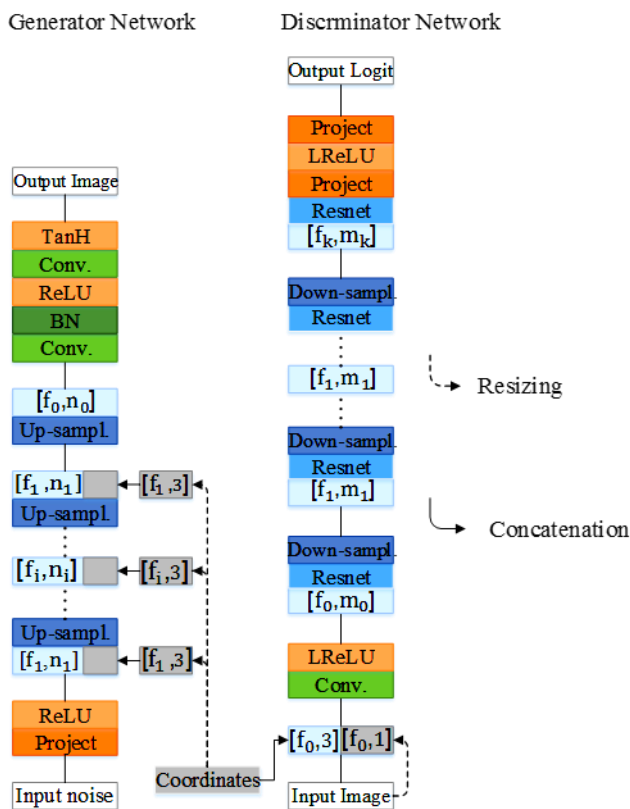 Generator Network
Output Image
TanH
Conv.
ReLU
BN
Conv.
[f₀,n₀]
Up-sampl.
[f₁,n₁]
[f₁,3]
Up-sampl.
[fᵢ,nᵢ]
[fᵢ,3]
Up-sampl.
[f₁,n₁]
[f₁,3]
ReLU
Project
Input noise
Coordinates
Discrminator Network
Output Logit
Project
LReLU
Project
Resnet
[fₖ,mₖ]
Down-sampl.
Resnet
[f₁,m₁]
Down-sampl.
Resnet
[f₁,m₁]
Down-sampl.
Resnet
[f₀,m₀]
LReLU
Conv.
[f₀,3] [f₀,1]
Input Image
Resizing
Concatenation